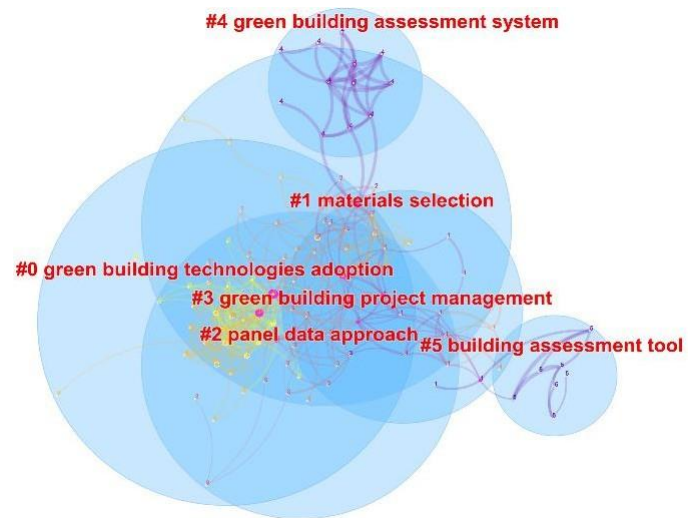 #4 green building assessment system
#1 materials selection
#0 green building technologies adoption
#3 green building project management
#2 panel data approach
#5 building assessment tool